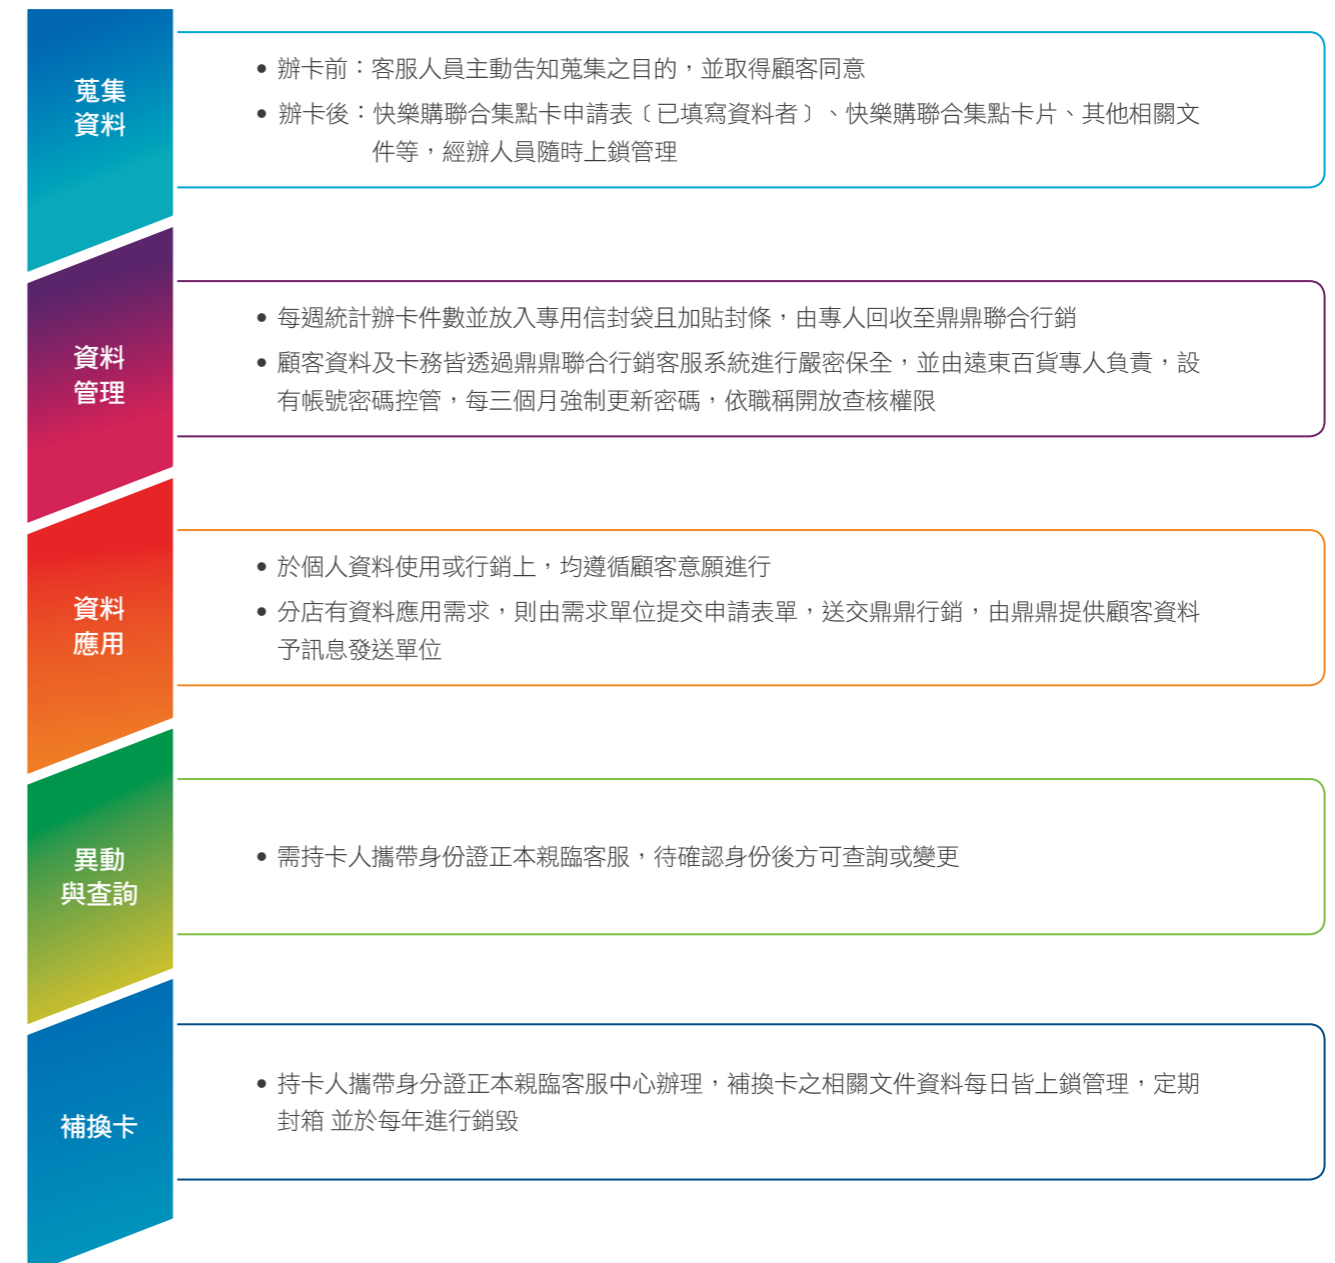 蒐集
資料
• 辦卡前：客服人員主動告知蒐集之目的，並取得顧客同意
• 辦卡後：快樂購聯合集點卡申請表〔已填寫資料者〕、快樂購聯合集點卡片、其他相關文
件等，經辦人員隨時上鎖管理
資料
管理
• 每週統計辦卡件數並放入專用信封袋且加貼封條，由專人回收至鼎鼎聯合行銷
• 顧客資料及卡務皆透過鼎鼎聯合行銷客服系統進行嚴密保全，並由遠東百貨專人負責，設
有帳號密碼控管，每三個月強制更新密碼，依職稱開放查核權限
資料
應用
• 於個人資料使用或行銷上，均遵循顧客意願進行
• 分店有資料應用需求，則由需求單位提交申請表單，送交鼎鼎行銷，由鼎鼎提供顧客資料
予訊息發送單位
異動
與查詢
• 需持卡人攜帶身份證正本親臨客服，待確認身份後方可查詢或變更
補換卡
• 持卡人攜帶身分證正本親臨客服中心辦理，補換卡之相關文件資料每日皆上鎖管理，定期
封箱 並於每年進行銷毀